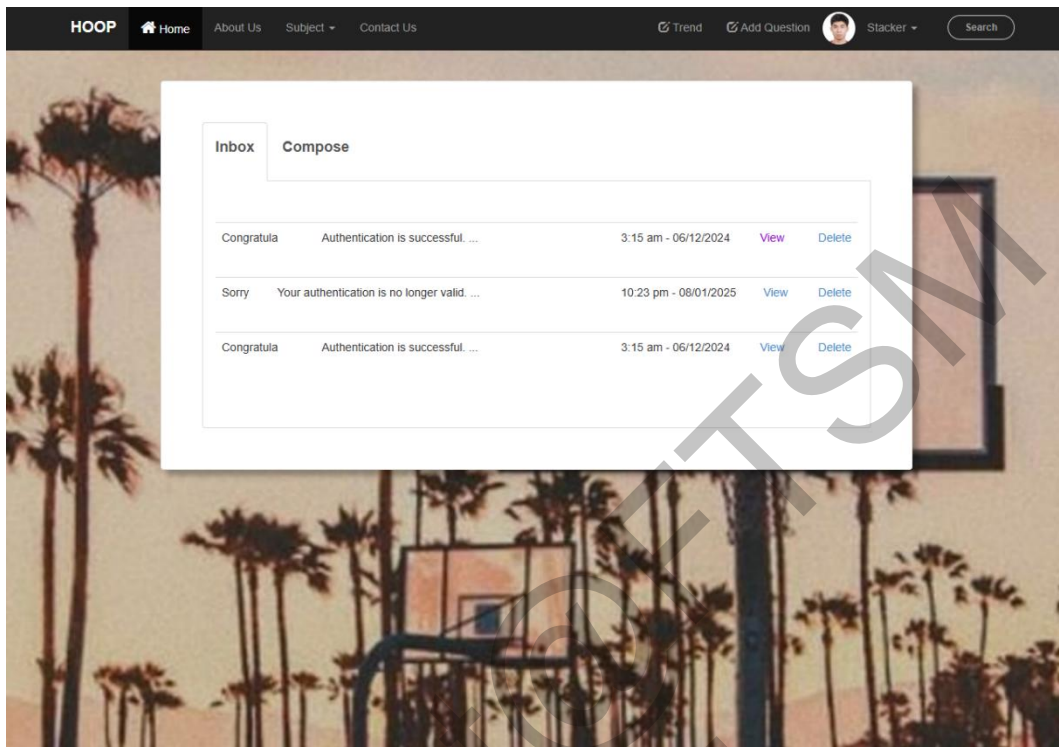 HOOP Home About Us Subject Contact Us Trend Add Question Stacker Search
Inbox Compose
Congratula Authentication is successful. ... 3:15 am - 06/12/2024 View Delete
Sorry Your authentication is no longer valid. ... 10:23 pm - 08/01/2025 View Delete
Congratula Authentication is successful. ... 3:15 am - 06/12/2024 View Delete
@FTSM